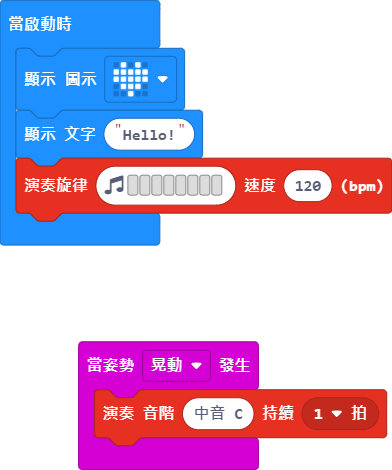 當啟動時
顯示 圖示
顯示 文字 "Hello!"
演奏旋律 速度 120 (bpm)
當姿勢 晃動 發生
演奏 音階 中音 C 持續 1 拍